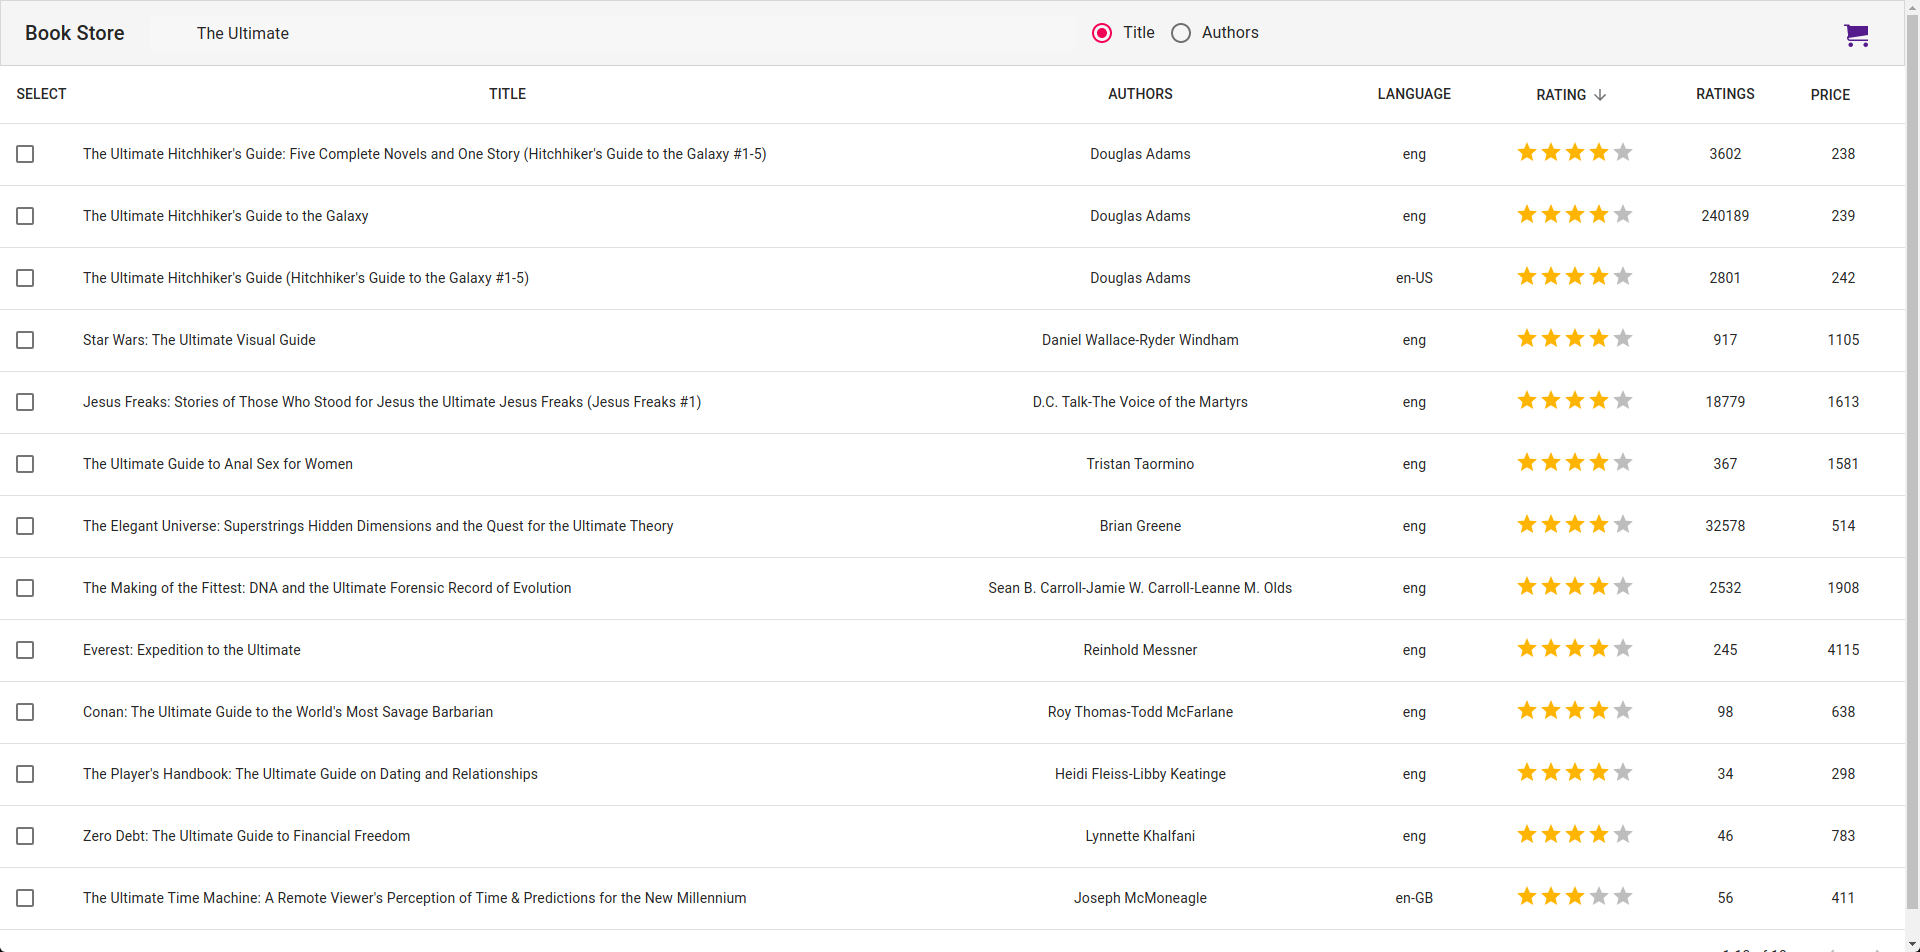 Book Store The Ultimate Title Authors
SELECT TITLE AUTHORS LANGUAGE RATING RATINGS PRICE
The Ultimate Hitchhiker's Guide: Five Complete Novels and One Story (Hitchhiker's Guide to the Galaxy #1-5) Douglas Adams eng 3602 238
The Ultimate Hitchhiker's Guide to the Galaxy Douglas Adams eng 240189 239
The Ultimate Hitchhiker's Guide (Hitchhiker's Guide to the Galaxy #1-5) Douglas Adams en-US 2801 242
Star Wars: The Ultimate Visual Guide Daniel Wallace-Ryder Windham eng 917 1105
Jesus Freaks: Stories of Those Who Stood for Jesus the Ultimate Jesus Freaks (Jesus Freaks #1) D.C. Talk-The Voice of the Martyrs eng 18779 1613
The Ultimate Guide to Anal Sex for Women Tristan Taormino eng 367 1581
The Elegant Universe: Superstrings Hidden Dimensions and the Quest for the Ultimate Theory Brian Greene eng 32578 514
The Making of the Fittest: DNA and the Ultimate Forensic Record of Evolution Sean B. Carroll-Jamie W. Carroll-Leanne M. Olds eng 2532 1908
Everest: Expedition to the Ultimate Reinhold Messner eng 245 4115
Conan: The Ultimate Guide to the World's Most Savage Barbarian Roy Thomas-Todd McFarlane eng 98 638
The Player's Handbook: The Ultimate Guide on Dating and Relationships Heidi Fleiss-Libby Keatinge eng 34 298
Zero Debt: The Ultimate Guide to Financial Freedom Lynnette Khalfani eng 46 783
The Ultimate Time Machine: A Remote Viewer's Perception of Time & Predictions for the New Millennium Joseph McMoneagle en-GB 56 411